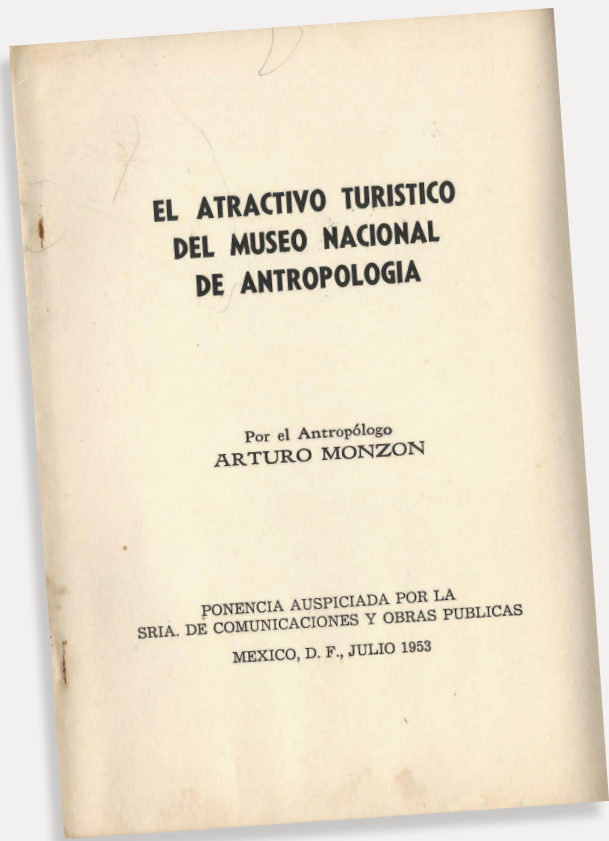 EL ATRACTIVO TURISTICO
DEL MUSEO NACIONAL
DE ANTROPOLOGIA
Por el Antropólogo
ARTURO MONZON
PONENCIA AUSPICIADA POR LA
SRIA. DE COMUNICACIONES Y OBRAS PUBLICAS
MEXICO, D. F., JULIO 1953